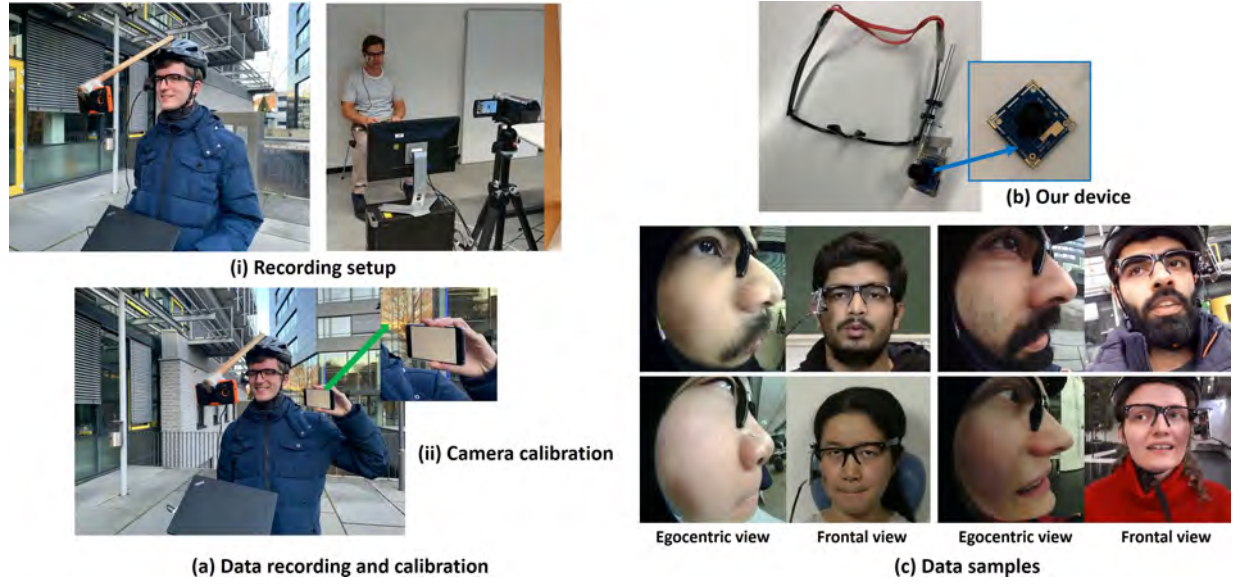 (i) Recording setup
(ii) Camera calibration
(a) Data recording and calibration
(b) Our device
Egocentric view
Frontal view
Egocentric view
Frontal view
(c) Data samples